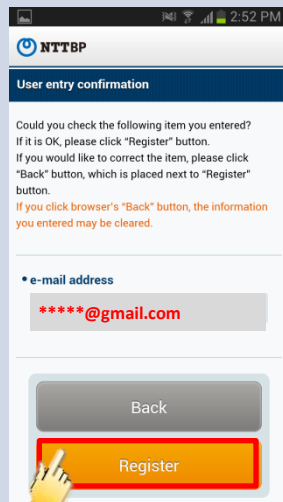 2:52 PM
NTTBP
User entry confirmation
Could you check the following item you entered?
If it is OK, please click “Register” button.
If you would like to correct the item, please click
“Back” button, which is placed next to “Register”
button.
If you click browser's “Back” button, the information
you entered may be cleared.
• e-mail address
*****@gmail.com
Back
Register